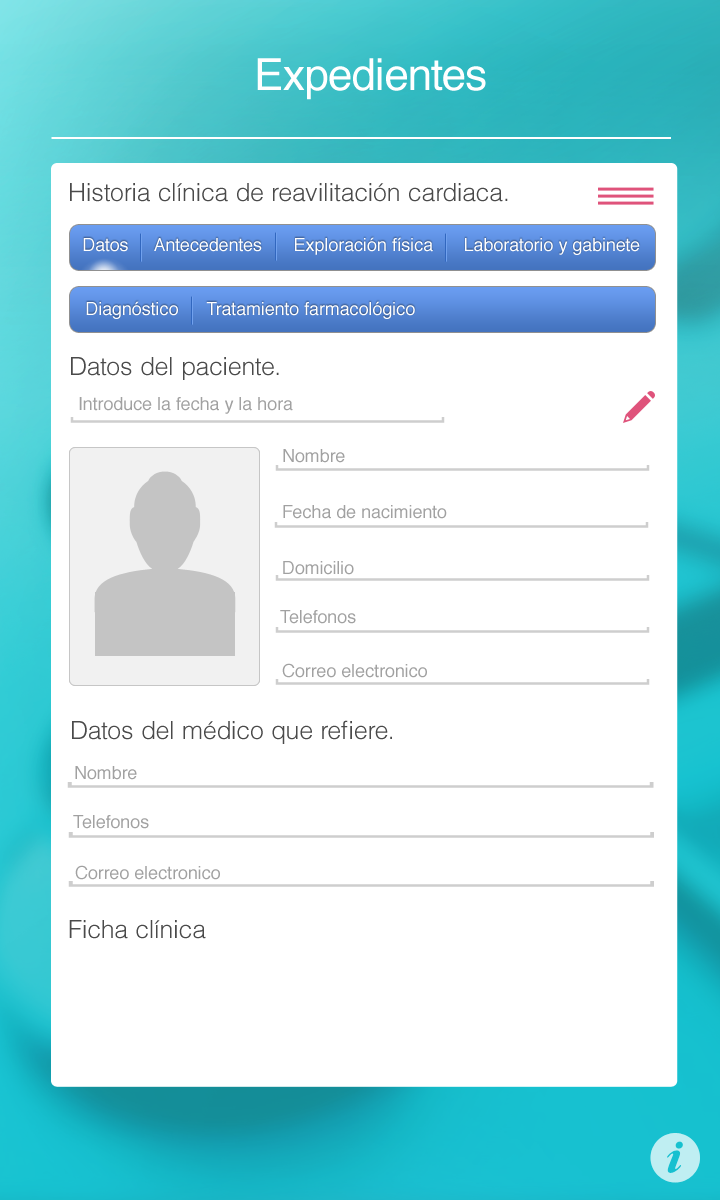 Expedientes
Historia clínica de reavilitación cardiaca.
Datos Antecedentes Exploración física Laboratorio y gabinete
Diagnóstico Tratamiento farmacológico
Datos del paciente.
Introduce la fecha y la hora
Nombre
Fecha de nacimiento
Domicilio
Telefonos
Correo electronico
Datos del médico que refiere.
Nombre
Telefonos
Correo electronico
Ficha clínica
i